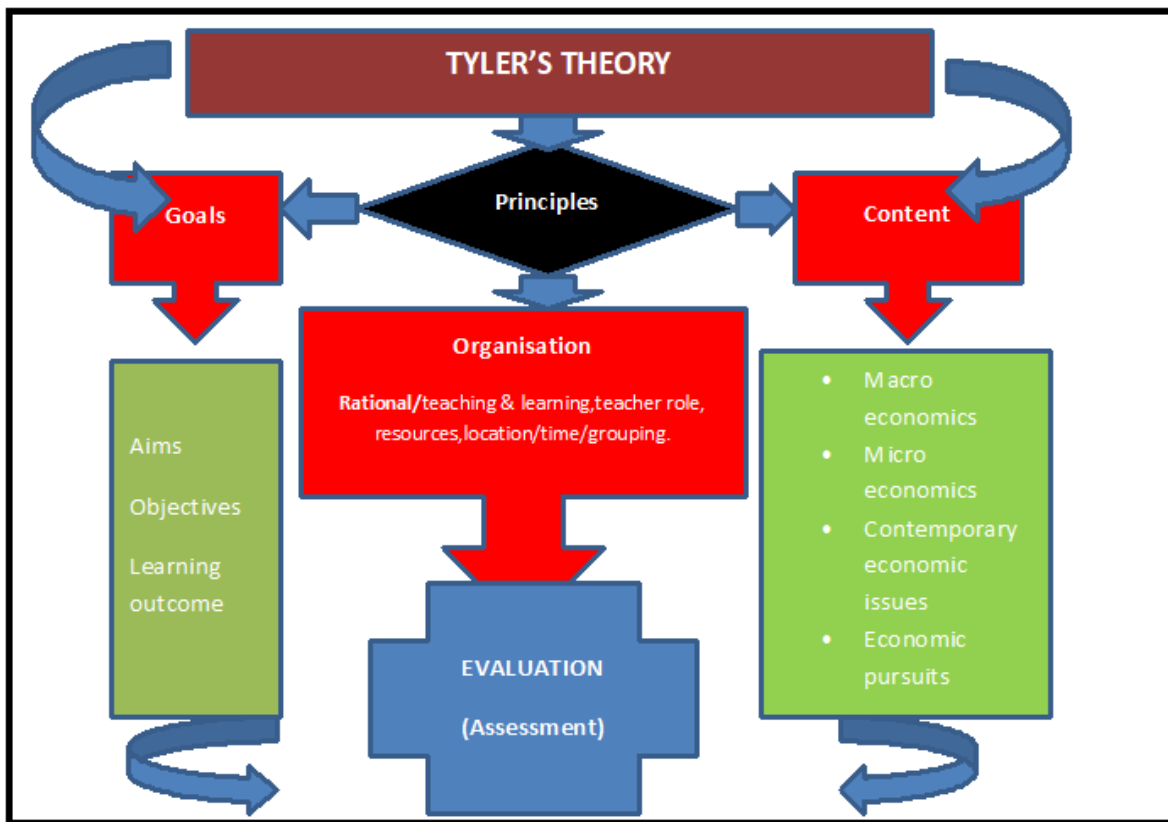 TYLER'S THEORY
Principles
Goals
Content
Organisation
Rational/teaching & learning,teacher role,
resources,location/time/grouping.
Aims
Objectives
Learning
outcome
• Macro
economics
• Micro
economics
• Contemporary
economic
issues
• Economic
pursuits
EVALUATION
(Assessment)